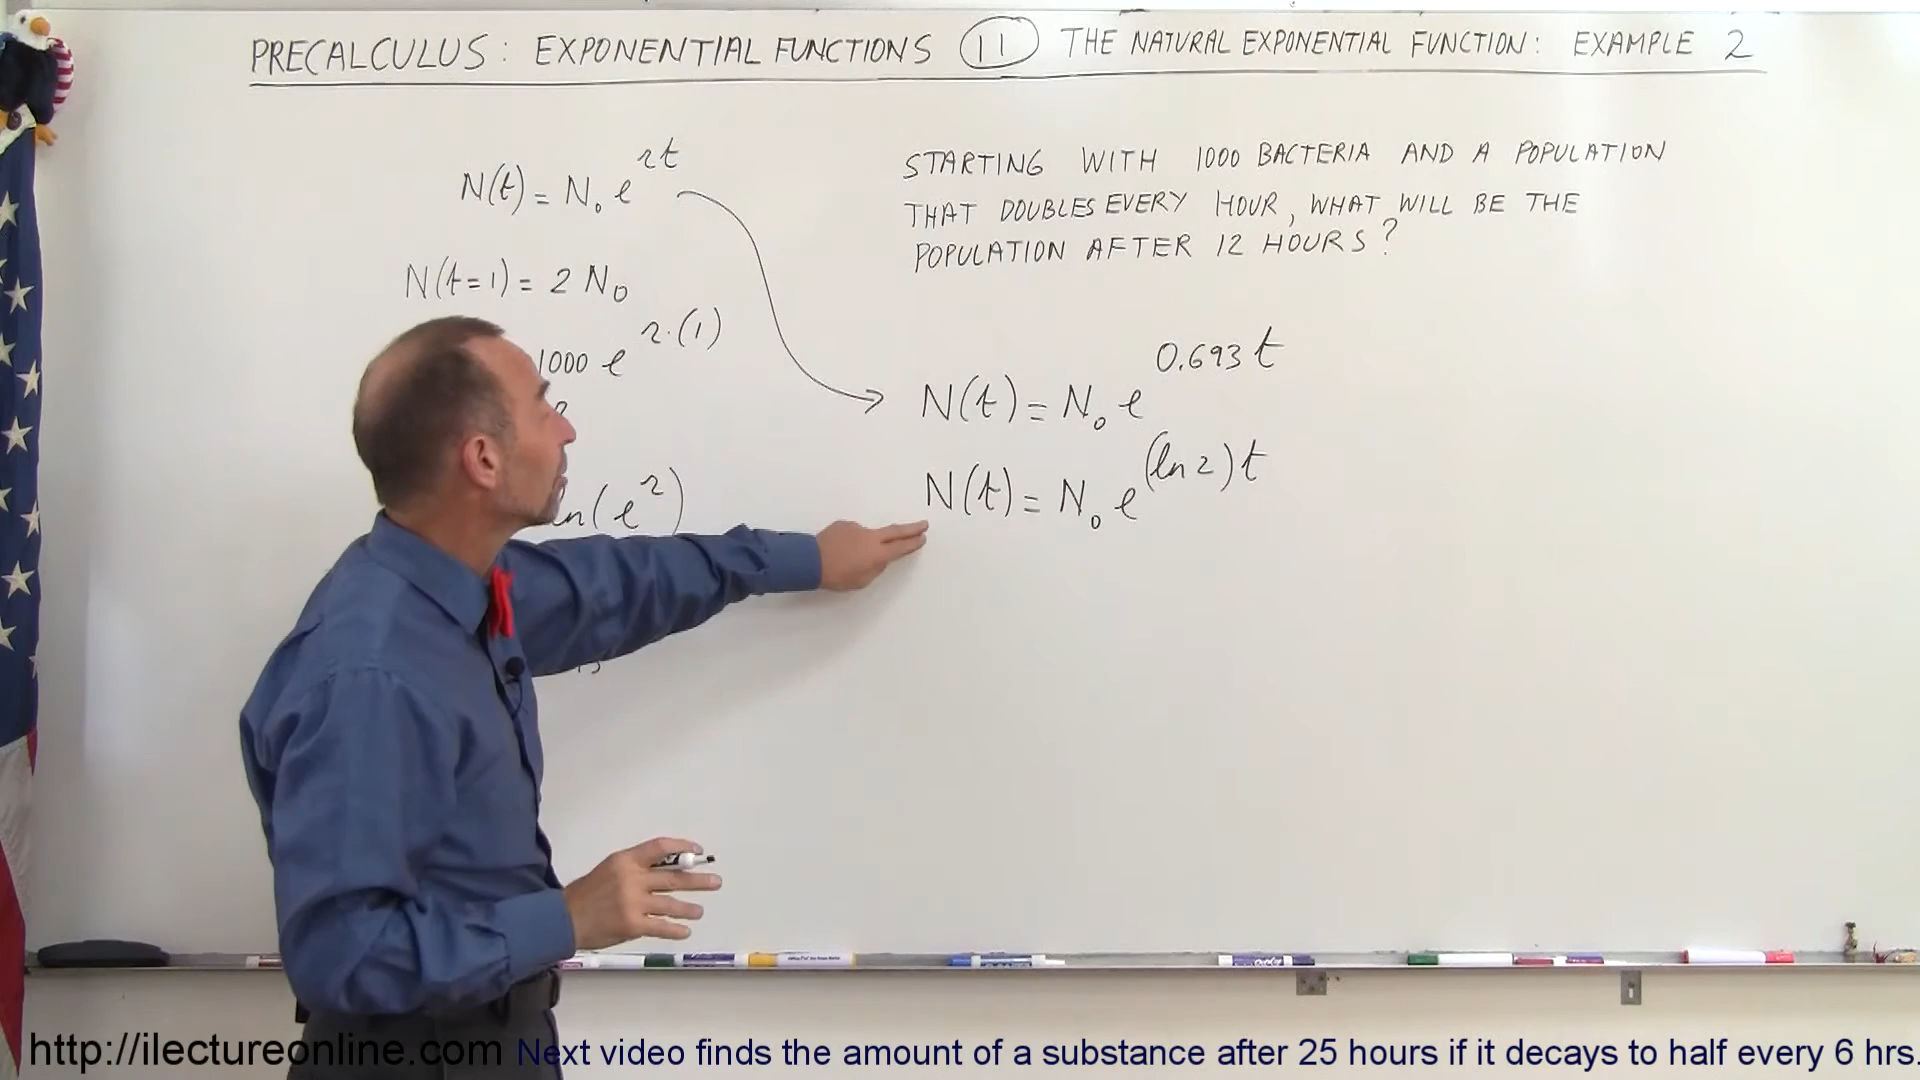 PRECALCULUS: EXPONENTIAL FUNCTIONS 11 THE NATURAL EXPONENTIAL FUNCTION: EXAMPLE 2
N(t) = N₀ e^rt
N(t=1) = 2 N₀
1000 e^r·(1)
ln(e^r)
STARTING WITH 1000 BACTERIA AND A POPULATION
THAT DOUBLES EVERY HOUR, WHAT WILL BE THE
POPULATION AFTER 12 HOURS?
N(t) = N₀ e^0.693t
N(t) = N₀ e^(ln 2)t
http://ilectureonline.com Next video finds the amount of a substance after 25 hours if it decays to half every 6 hrs.